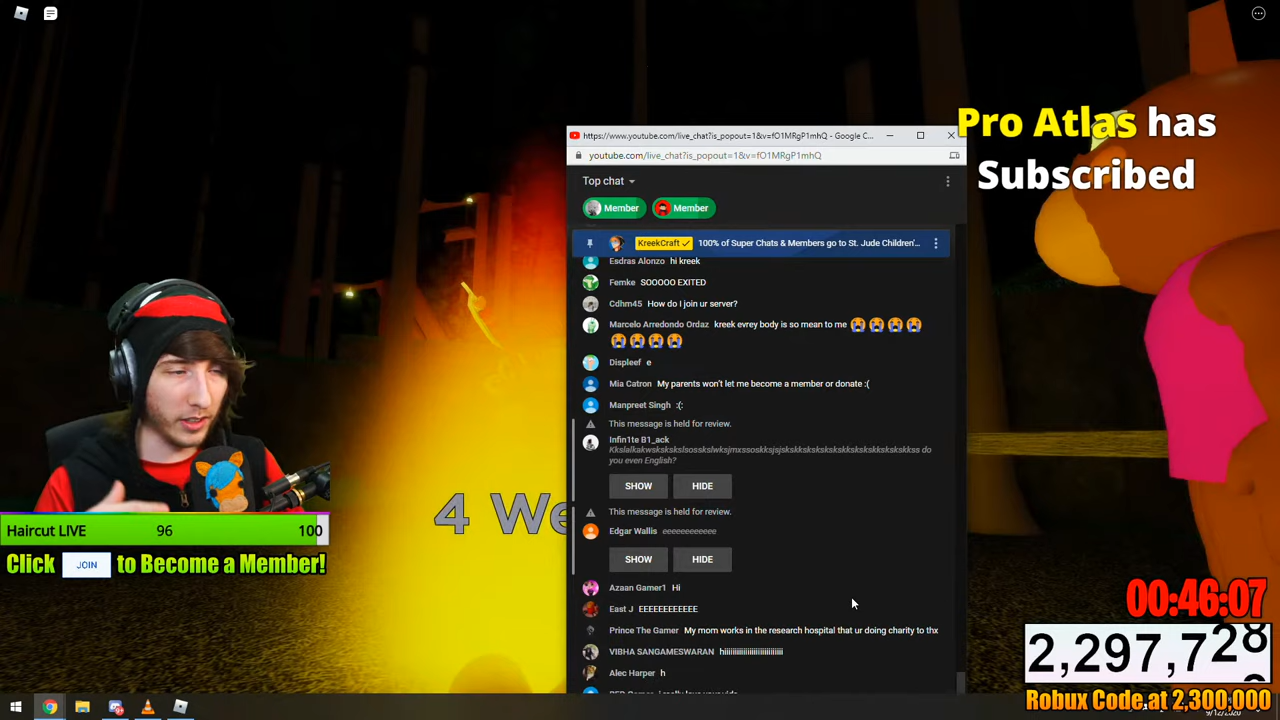 Pro Atlas has
Subscribed
https://www.youtube.com/live_chat?is_popout=1&v=fO1MRgP1mhQ - Google C...
youtube.com/live_chat?is_popout=1&v=fO1MRgP1mhQ
Top chat
Member Member
KreekCraft 100% of Super Chats & Members go to St. Jude Children'...
Esdras Alonzo hi kreek
Femke SOOOOO EXITED
Cdhm45 How do I join ur server?
Marcelo Arredondo Ordaz kreek evrey body is so mean to me 😭😭😭😭
😭😭😭😭
Displeef e
Mia Catron My parents won't let me become a member or donate :(
Manpreet Singh :(:
This message is held for review.
Infin1te B1_ack
do
you even English?
SHOW HIDE
This message is held for review.
Edgar Wallis eeeeeeeeeeee
SHOW HIDE
Azaan Gamer1 Hi
East J EEEEEEEEEEEE
Prince The Gamer My mom works in the research hospital that ur doing charity to thx
VIBHA SANGAMESWARAN
Alec Harper h
4 We
Haircut LIVE 96 100
Click JOIN to Become a Member!
00:46:07
2,297,728
Robux Code at 2,300,000
9/12/2020